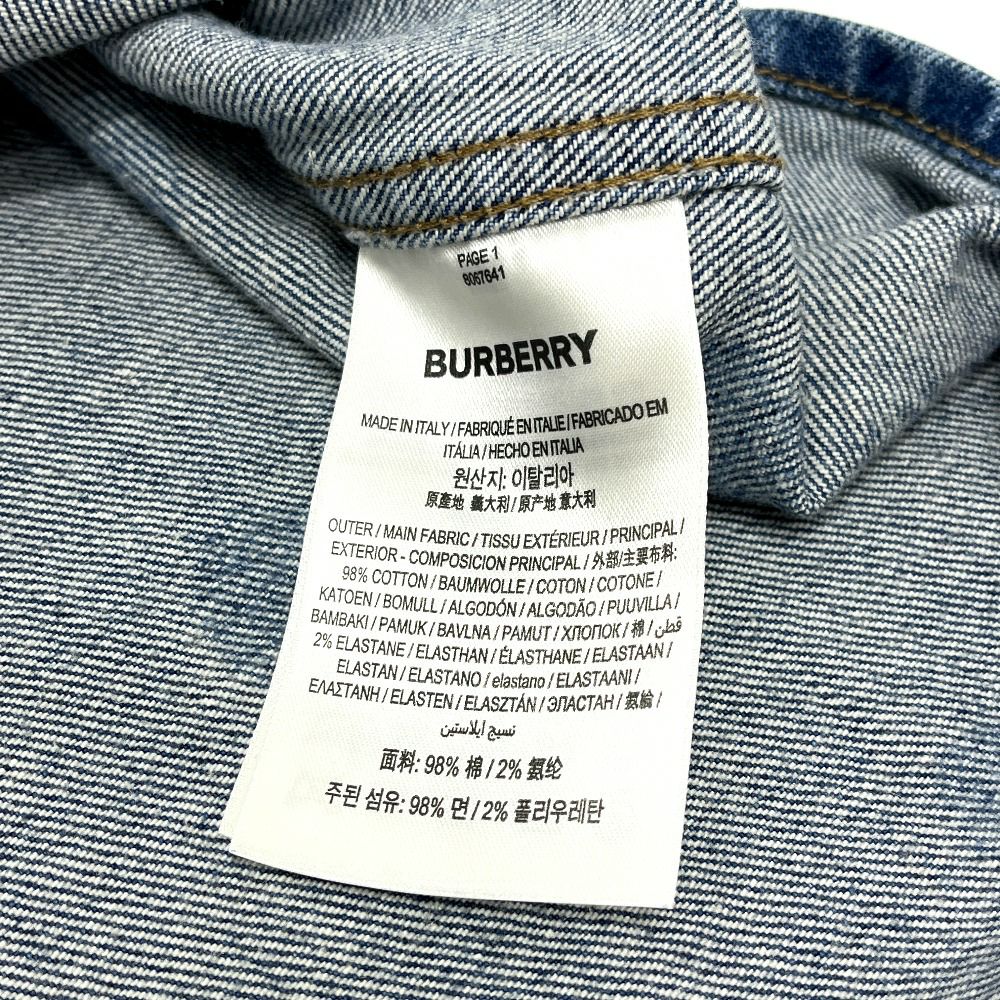 PAGE 1
8067641
BURBERRY
MADE IN ITALY / FABRIQUÉ EN ITALIE / FABRICADO EM
ITÁLIA / HECHO EN ITALIA
원산지: 이탈리아
原產地 義大利 / 原产地 意大利
OUTER / MAIN FABRIC / TISSU EXTÉRIEUR / PRINCIPAL /
EXTERIOR - COMPOSICION PRINCIPAL / 外部/主要布料:
98% COTTON / BAUMWOLLE / COTON / COTONE /
KATOEN / BOMULL / ALGODÓN / ALGODÃO / PUUVILLA /
BAMBAKI / PAMUK / BAVLNA / PAMUT / ХЛОПОК / 棉 / قطن
2% ELASTANE / ELASTHAN / ÉLASTHANE / ELASTAAN /
ELASTAN / ELASTANO / elastano / ELASTAANI /
ΕΛΑΣΤΑΝΗ / ELASTEN / ELASZTÁN / ЭЛАСТАН / 氨綸 /
نسيج إيلاستين
面料: 98% 棉 / 2% 氨纶
주된 섬유: 98% 면 / 2% 폴리우레탄